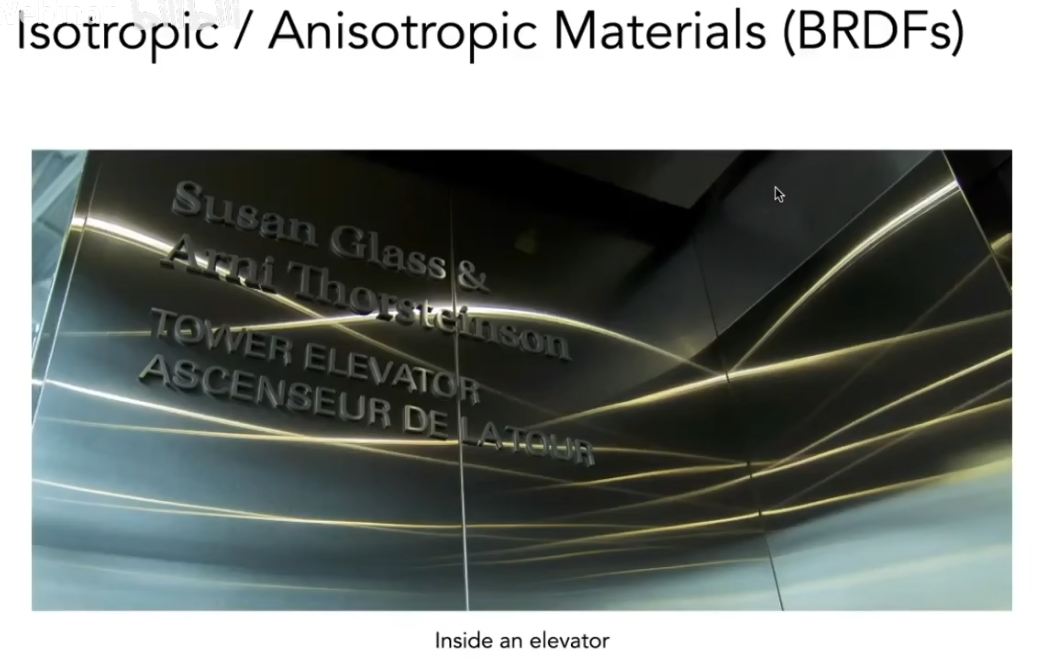 Isotropic / Anisotropic Materials (BRDFs)
Susan Glass &
Arni Thorsteinson
TOWER ELEVATOR
ASCENSEUR DE LA TOUR
Inside an elevator